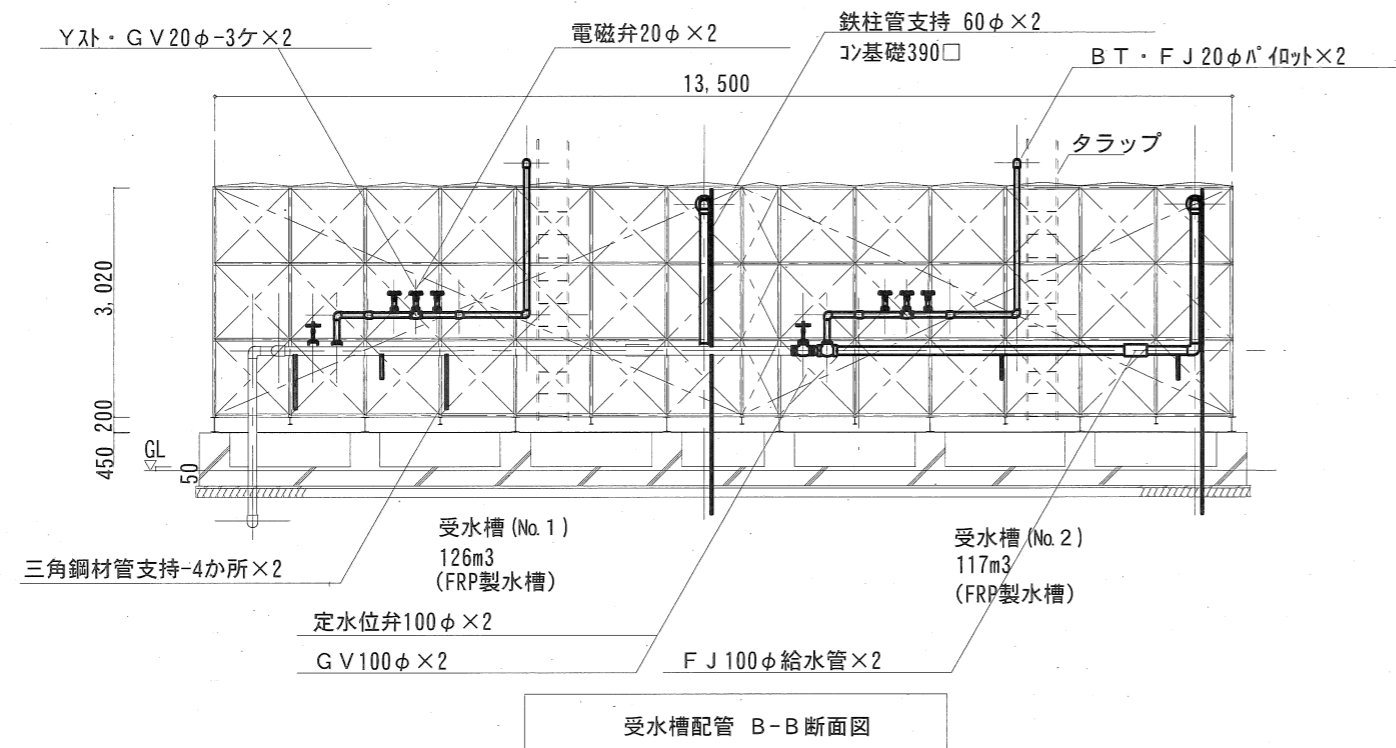 Yｽﾄ・GV20φ-3ケ×2
電磁弁20φ×2
鉄柱管支持 60φ×2
ｺﾝ基礎390□
BT・FJ20φﾊﾟｲﾛｯﾄ×2
13,500
タラップ
3,020
200
450
GL
50
受水槽(No.1)
126m3
(FRP製水槽)
受水槽(No.2)
117m3
(FRP製水槽)
三角鋼材管支持-4か所×2
定水位弁100φ×2
GV100φ×2
FJ100φ給水管×2
受水槽配管 B-B断面図